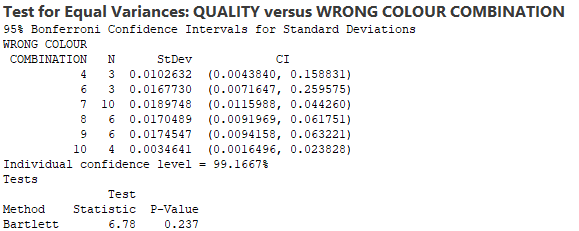 Test for Equal Variances: QUALITY versus WRONG COLOUR COMBINATION
95% Bonferroni Confidence Intervals for Standard Deviations
WRONG COLOUR
COMBINATION N StDev CI
4 3 0.0102632 (0.0043840, 0.158831)
6 3 0.0167730 (0.0071647, 0.259575)
7 10 0.0189748 (0.0115988, 0.044260)
8 6 0.0170489 (0.0091969, 0.061751)
9 6 0.0174547 (0.0094158, 0.063221)
10 4 0.0034641 (0.0016496, 0.023828)
Individual confidence level = 99.1667%
Tests
Test
Method Statistic P-Value
Bartlett 6.78 0.237